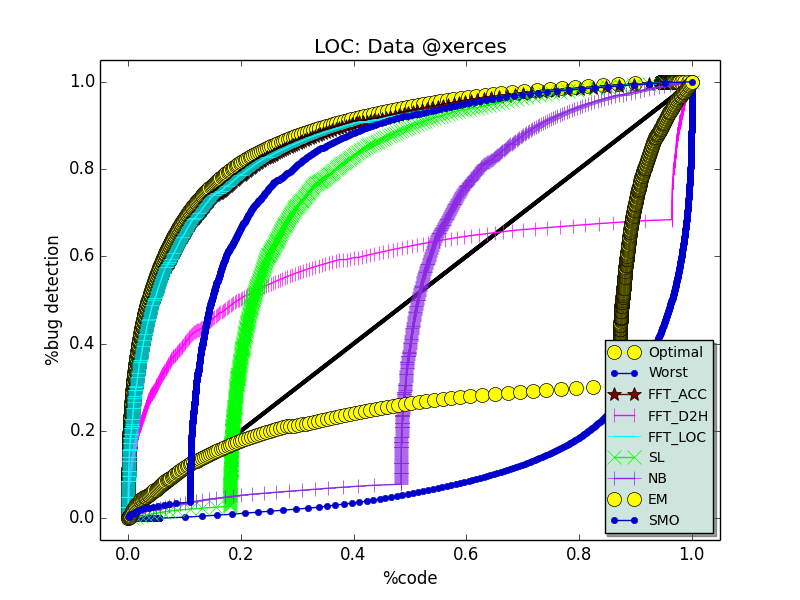 LOC: Data @xerces
1.0
0.8
0.6
0.4
0.2
0.0
%bug detection
0.0 0.2 0.4 0.6 0.8 1.0
%code
Optimal
Worst
FFT_ACC
FFT_D2H
FFT_LOC
SL
NB
EM
SMO